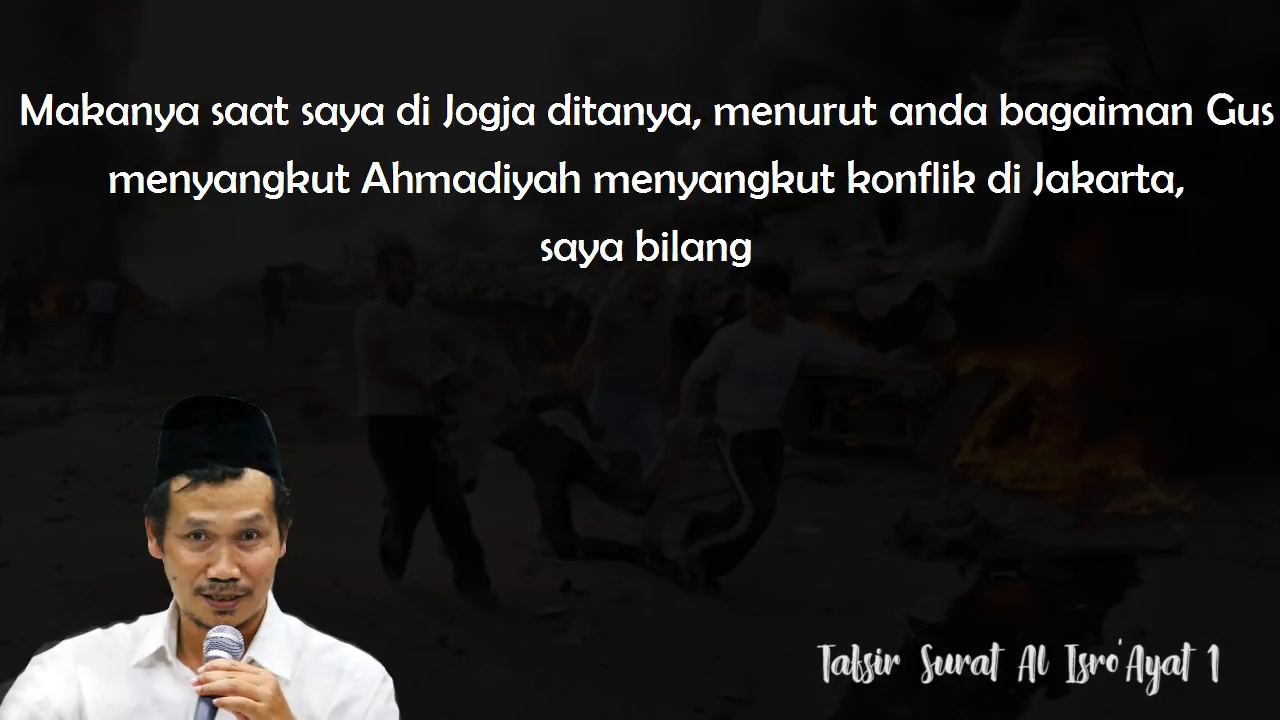 Makanya saat saya di Jogja ditanya, menurut anda bagaiman Gus
menyangkut Ahmadiyah menyangkut konflik di Jakarta,
saya bilang
Tafsir Surat Al Isro'Ayat 1